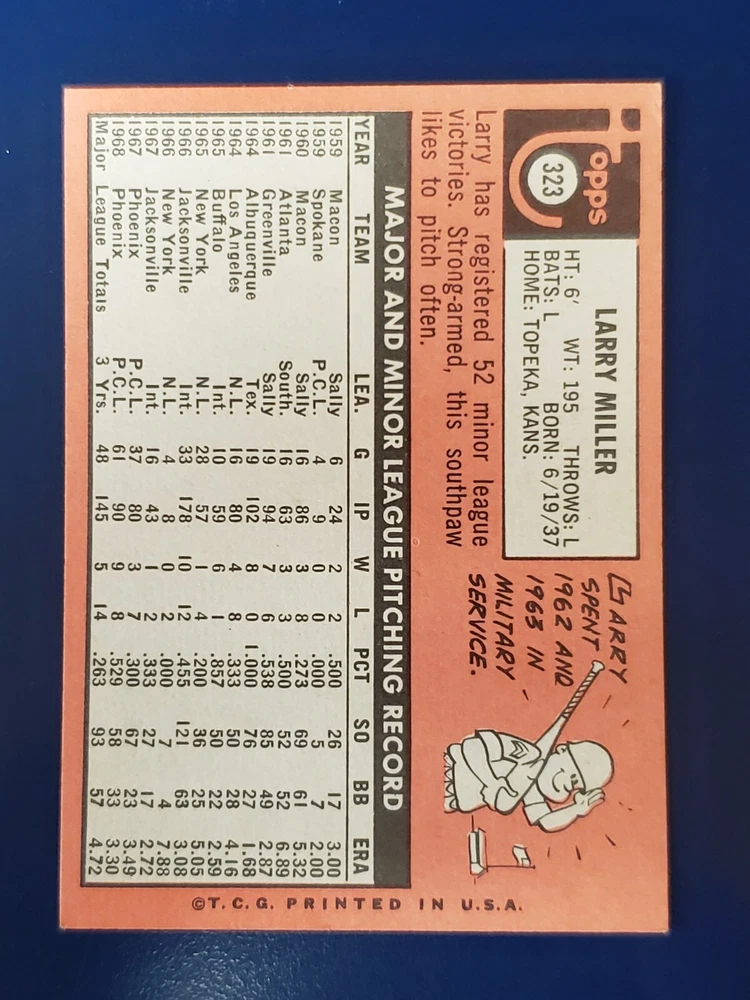 Topps
323
LARRY MILLER
HT: 6' WT: 195 THROWS: L
BATS: L BORN: 6/19/37
HOME: TOPEKA, KANS.
Larry has registered 52 minor league
victories. Strong-armed, this southpaw
likes to pitch often.
LARRY
SPENT
1962 AND
1963 IN
MILITARY
SERVICE.
MAJOR AND MINOR LEAGUE PITCHING RECORD
YEAR TEAM LEA. G IP W L PCT SO BB ERA
1959 Macon Sally 6 24 2 2 .500 26 17 3.00
1959 Spokane P.C.L. 4 9 0 0 .000 5 7 2.00
1960 Macon Sally 16 86 3 8 .273 69 61 5.32
1961 Atlanta South. 16 63 3 3 .500 52 52 6.89
1961 Greenville Sally 19 94 7 6 .538 85 49 2.87
1964 Albuquerque Tex. 19 102 8 0 1.000 76 27 1.68
1964 Los Angeles N.L. 16 80 4 8 .333 50 28 4.16
1965 Buffalo Int. 10 59 6 1 .857 50 22 2.59
1965 New York N.L. 28 57 1 4 .200 36 25 5.05
1966 Jacksonville Int. 33 178 10 12 .455 121 63 3.08
1966 New York N.L. 4 8 0 2 .000 7 4 7.88
1967 Jacksonville Int. 16 43 1 2 .333 27 17 2.72
1967 Phoenix P.C.L. 37 80 3 7 .300 67 23 3.49
1968 Phoenix P.C.L. 61 90 9 8 .529 58 33 3.30
Major League Totals 3 Yrs. 48 145 5 14 .263 93 57 4.72
©T.C.G. PRINTED IN U.S.A.